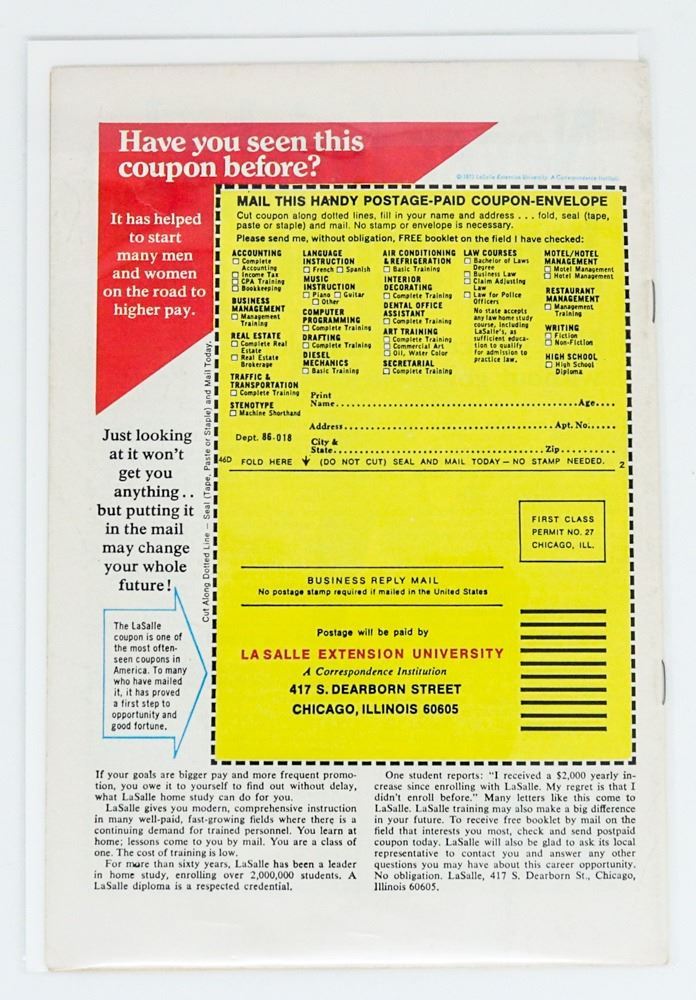 Have you seen this
coupon before?
© 1973 LaSalle Extension University. A Correspondence Institution
It has helped
to start
many men
and women
on the road to
higher pay.
Just looking
at it won't
get you
anything . .
but putting it
in the mail
may change
your whole
future!
The LaSalle
coupon is one of
the most often-
seen coupons in
America. To many
who have mailed
it, it has proved
a first step to
opportunity and
good fortune.
Cut Along Dotted Line — Seal (Tape, Paste or Staple) and Mail Today.
MAIL THIS HANDY POSTAGE-PAID COUPON-ENVELOPE
Cut coupon along dotted lines, fill in your name and address . . . fold, seal (tape,
paste or staple) and mail. No stamp or envelope is necessary.
Please send me, without obligation, FREE booklet on the field I have checked:
ACCOUNTING
☐ Complete
Accounting
☐ Income Tax
☐ CPA Training
☐ Bookkeeping
BUSINESS
MANAGEMENT
☐ Management
Training
REAL ESTATE
☐ Complete Real
Estate
☐ Real Estate
Brokerage
TRAFFIC &
TRANSPORTATION
☐ Complete Training
STENOTYPE
☐ Machine Shorthand
LANGUAGE
INSTRUCTION
☐ French ☐ Spanish
MUSIC
INSTRUCTION
☐ Piano ☐ Guitar
☐ Other
COMPUTER
PROGRAMMING
☐ Complete Training
DRAFTING
☐ Complete Training
DIESEL
MECHANICS
☐ Basic Training
AIR CONDITIONING
& REFRIGERATION
☐ Basic Training
INTERIOR
DECORATING
☐ Complete Training
DENTAL OFFICE
ASSISTANT
☐ Complete Training
ART TRAINING
☐ Complete Training
☐ Commercial Art
☐ Oil, Water Color
SECRETARIAL
☐ Complete Training
LAW COURSES
☐ Bachelor of Laws
Degree
☐ Business Law
☐ Claim Adjusting
Law
☐ Law for Police
Officers
No state accepts
any law home study
course, including
LaSalle's, as
sufficient educa-
tion to qualify
for admission to
practice law.
MOTEL/HOTEL
MANAGEMENT
☐ Motel Management
☐ Hotel Management
RESTAURANT
MANAGEMENT
☐ Management
Training
WRITING
☐ Fiction
☐ Non-Fiction
HIGH SCHOOL
☐ High School
Diploma
Print
Name....................Age....
Address....................Apt. No.....
Dept. 86-018
City &
State....................Zip..........
46D FOLD HERE (DO NOT CUT) SEAL AND MAIL TODAY — NO STAMP NEEDED. 2
FIRST CLASS
PERMIT NO. 27
CHICAGO, ILL.
BUSINESS REPLY MAIL
No postage stamp required if mailed in the United States
Postage will be paid by
LA SALLE EXTENSION UNIVERSITY
A Correspondence Institution
417 S. DEARBORN STREET
CHICAGO, ILLINOIS 60605
If your goals are bigger pay and more frequent promo-
tion, you owe it to yourself to find out without delay,
what LaSalle home study can do for you.
LaSalle gives you modern, comprehensive instruction
in many well-paid, fast-growing fields where there is a
continuing demand for trained personnel. You learn at
home; lessons come to you by mail. You are a class of
one. The cost of training is low.
For more than sixty years, LaSalle has been a leader
in home study, enrolling over 2,000,000 students. A
LaSalle diploma is a respected credential.
One student reports: "I received a $2,000 yearly in-
crease since enrolling with LaSalle. My regret is that I
didn't enroll before." Many letters like this come to
LaSalle. LaSalle training may also make a big difference
in your future. To receive free booklet by mail on the
field that interests you most, check and send postpaid
coupon today. LaSalle will also be glad to ask its local
representative to contact you and answer any other
questions you may have about this career opportunity.
No obligation. LaSalle, 417 S. Dearborn St., Chicago,
Illinois 60605.